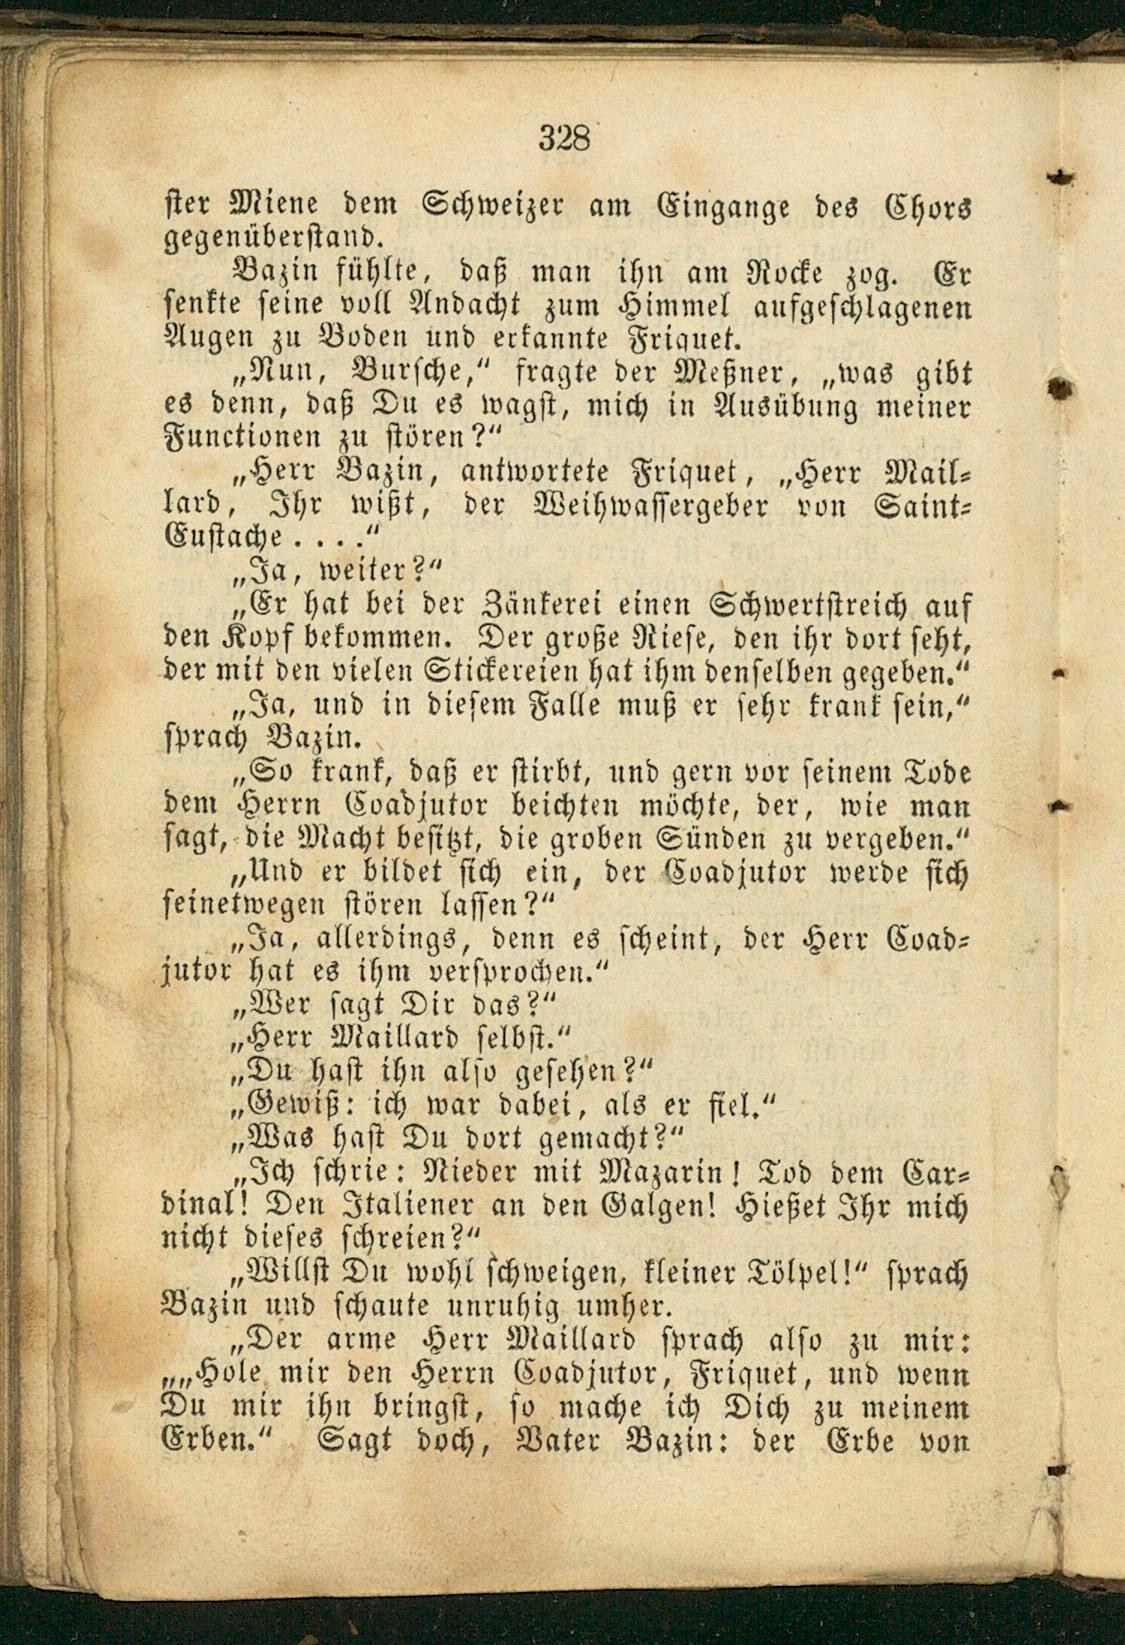 328
ster Miene dem Schweizer am Eingange des Chors
gegenüberstand.
Bazin fühlte, daß man ihn am Rocke zog. Er
senkte seine voll Andacht zum Himmel aufgeschlagenen
Augen zu Boden und erkannte Friquet.
„Nun, Bursche,“ fragte der Meßner, „was gibt
es denn, daß Du es wagst, mich in Ausübung meiner
Functionen zu stören?“
„Herr Bazin, antwortete Friquet, „Herr Mail-
lard, Ihr wißt, der Weihwassergeber von Saint-
Eustache . . . .“
„Ja, weiter?“
„Er hat bei der Zänkerei einen Schwertstreich auf
den Kopf bekommen. Der große Riese, den ihr dort seht,
der mit den vielen Stickereien hat ihm denselben gegeben.“
„Ja, und in diesem Falle muß er sehr krank sein,“
sprach Bazin.
„So krank, daß er stirbt, und gern vor seinem Tode
dem Herrn Coadjutor beichten möchte, der, wie man
sagt, die Macht besitzt, die groben Sünden zu vergeben.“
„Und er bildet sich ein, der Coadjutor werde sich
seinetwegen stören lassen?“
„Ja, allerdings, denn es scheint, der Herr Coad-
jutor hat es ihm versprochen.“
„Wer sagt Dir das?“
„Herr Maillard selbst.“
„Du hast ihn also gesehen?“
„Gewiß: ich war dabei, als er fiel.“
„Was hast Du dort gemacht?“
„Ich schrie: Nieder mit Mazarin! Tod dem Car-
dinal! Den Italiener an den Galgen! Hießet Ihr mich
nicht dieses schreien?“
„Willst Du wohl schweigen, kleiner Tölpel!“ sprach
Bazin und schaute unruhig umher.
„Der arme Herr Maillard sprach also zu mir:
„„Hole mir den Herrn Coadjutor, Friquet, und wenn
Du mir ihn bringst, so mache ich Dich zu meinem
Erben.“ Sagt doch, Vater Bazin: der Erbe von